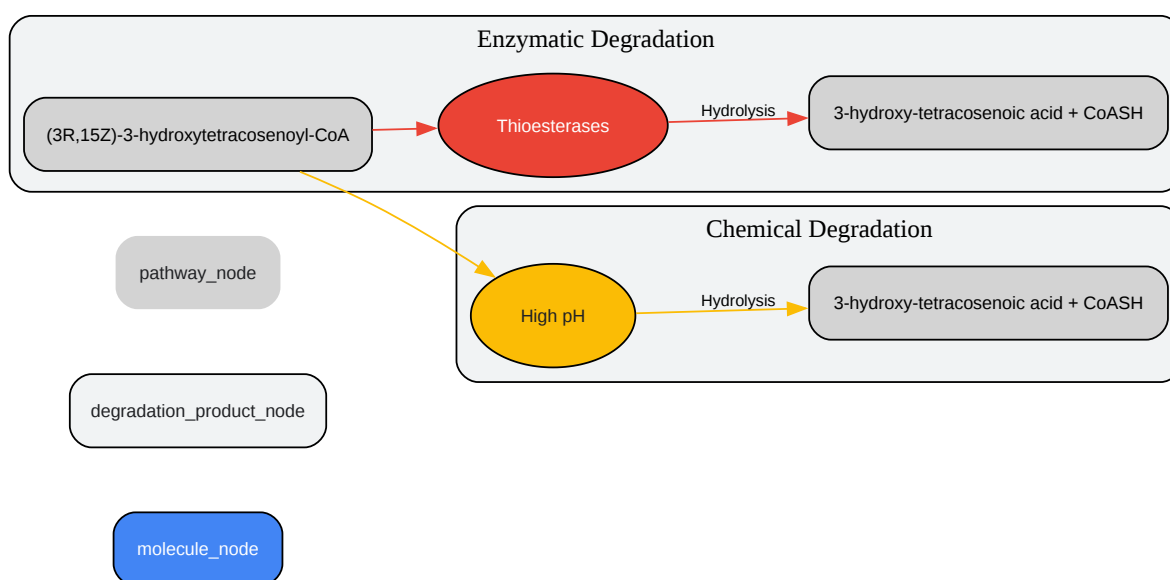 Enzymatic Degradation
(3R,15Z)-3-hydroxytetracosenoyl-CoA
Thioesterases
Hydrolysis
3-hydroxy-tetracosenoic acid + CoASH
Chemical Degradation
High pH
Hydrolysis
3-hydroxy-tetracosenoic acid + CoASH
pathway_node
degradation_product_node
molecule_node